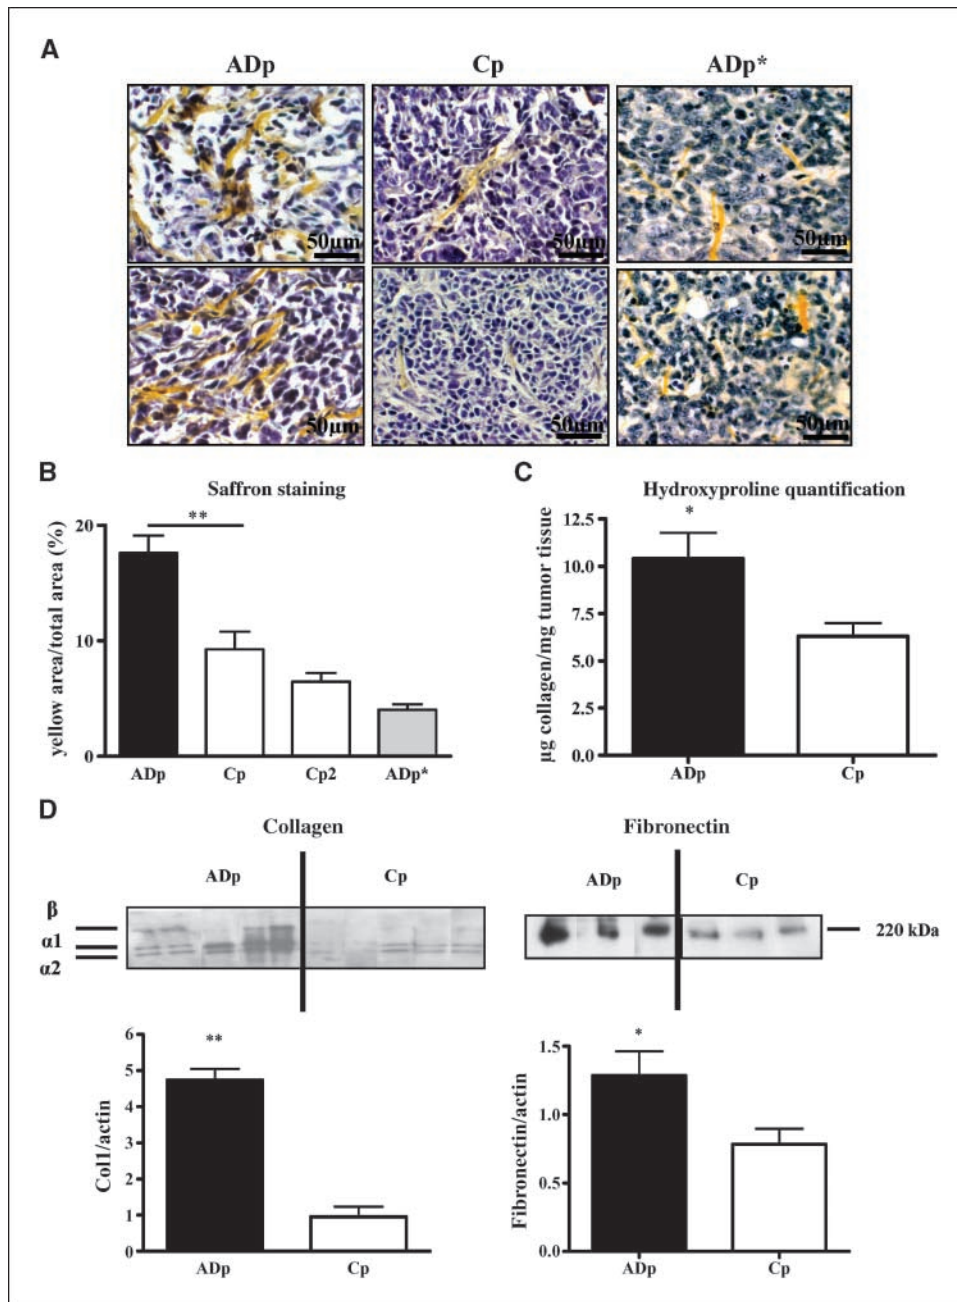 A
ADp Cp ADp*
50µm 50µm 50µm
50µm 50µm 50µm
B
Saffron staining
**
yellow area/total area (%)
20
10
0
ADp Cp Cp2 ADp*
C
Hydroxyproline quantification
*
µg collagen/mg tumor tissue
12.5
10.0
7.5
5.0
2.5
0.0
ADp Cp
D
Collagen
ADp Cp
β
α1
α2
Fibronectin
ADp Cp
220 kDa
**
Col1/actin
6
5
4
3
2
1
0
ADp Cp
*
Fibronectin/actin
1.5
1.0
0.5
0.0
ADp Cp